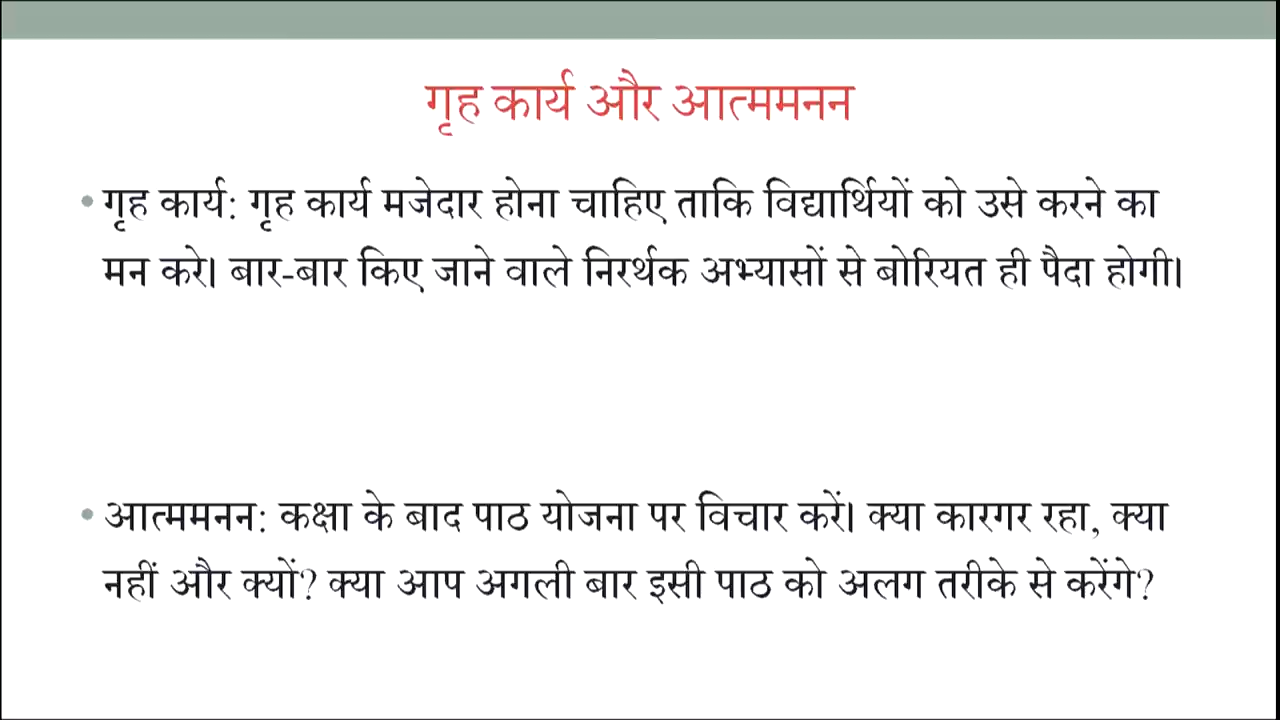 गृह कार्य और आत्ममनन
• गृह कार्य: गृह कार्य मजेदार होना चाहिए ताकि विद्यार्थियों को उसे करने का
मन करे। बार-बार किए जाने वाले निरर्थक अभ्यासों से बोरियत ही पैदा होगी।
• आत्ममनन: कक्षा के बाद पाठ योजना पर विचार करें। क्या कारगर रहा, क्या
नहीं और क्यों? क्या आप अगली बार इसी पाठ को अलग तरीके से करेंगे?